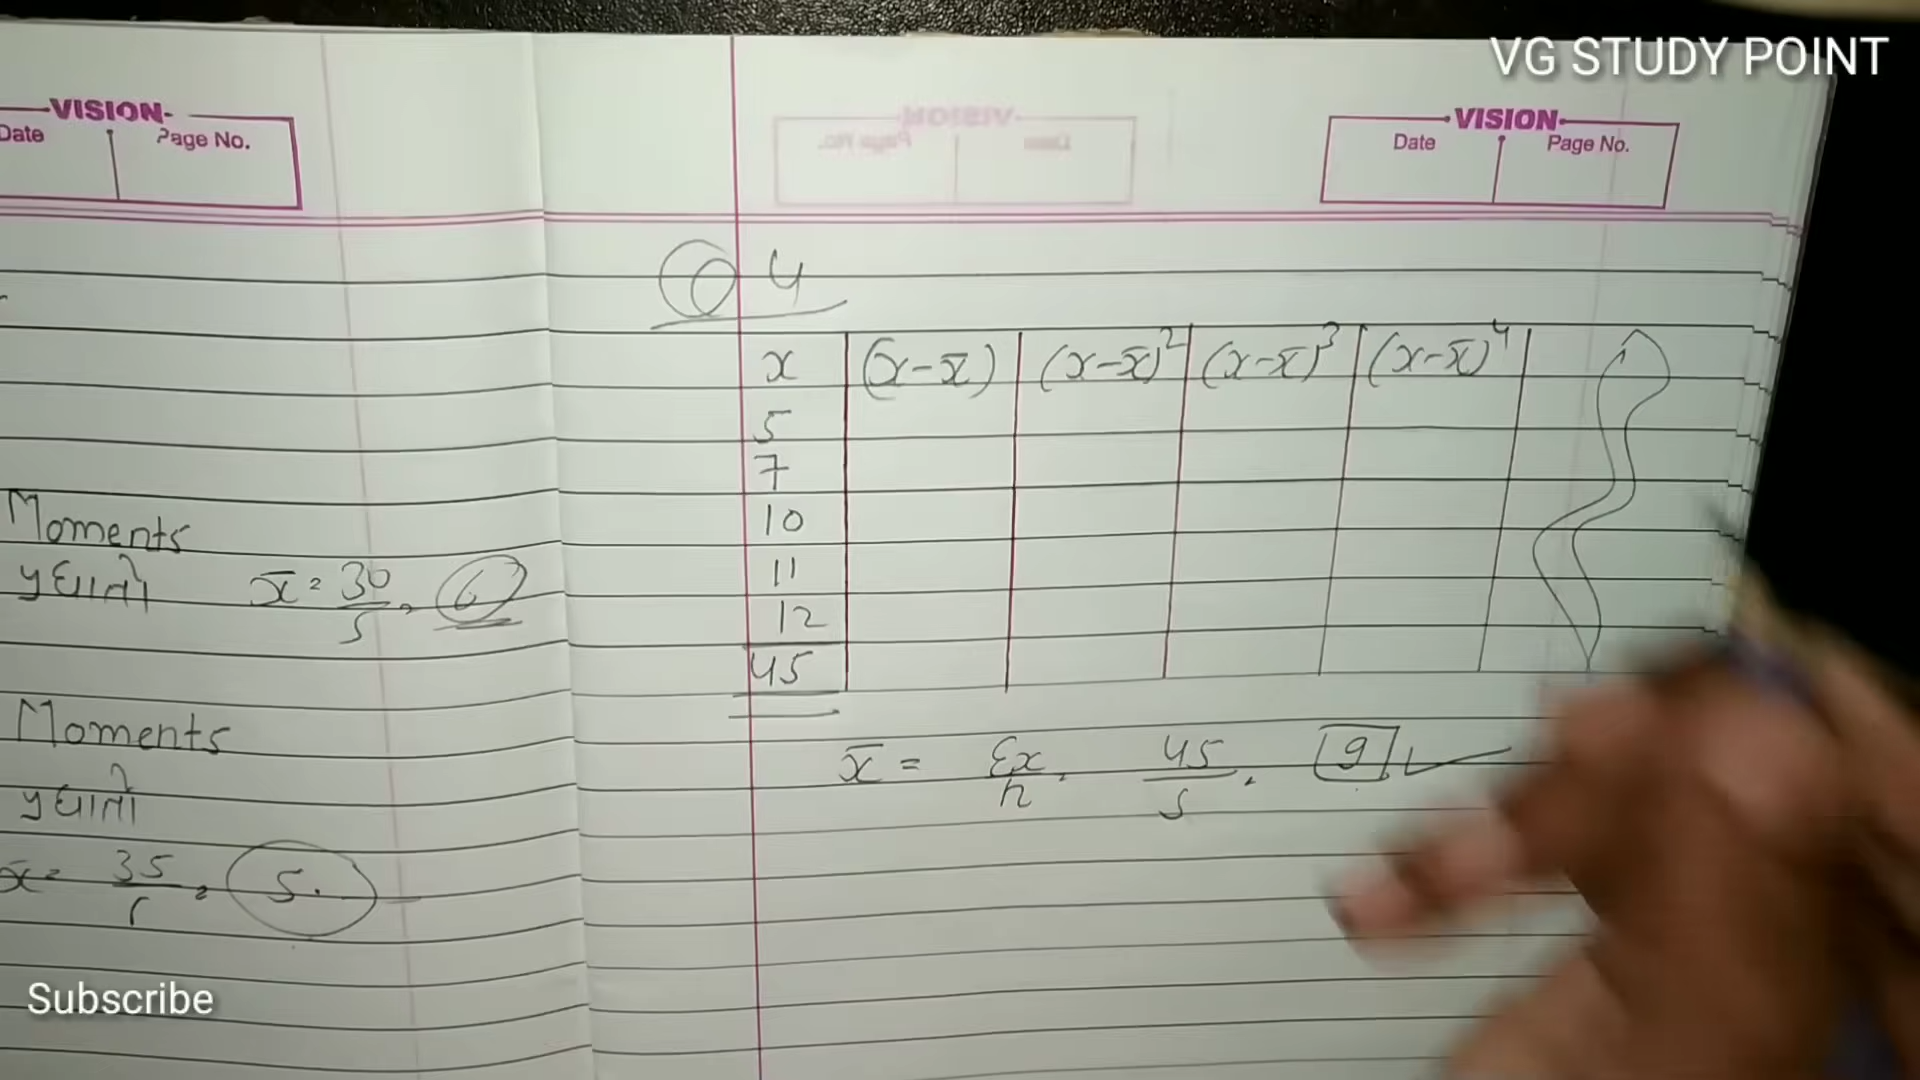 VG STUDY POINT
VISION
Date Page No.
VISION
Date Page No.
Q 4
x (x-x̄) (x-x̄)² (x-x̄)³ (x-x̄)⁴
5
7
10
11
12
45
x̄ = Σx/n = 45/5 = 9
Moments
x̄ = 30/5 = 6
Moments
x̄ = 35
5.
Subscribe